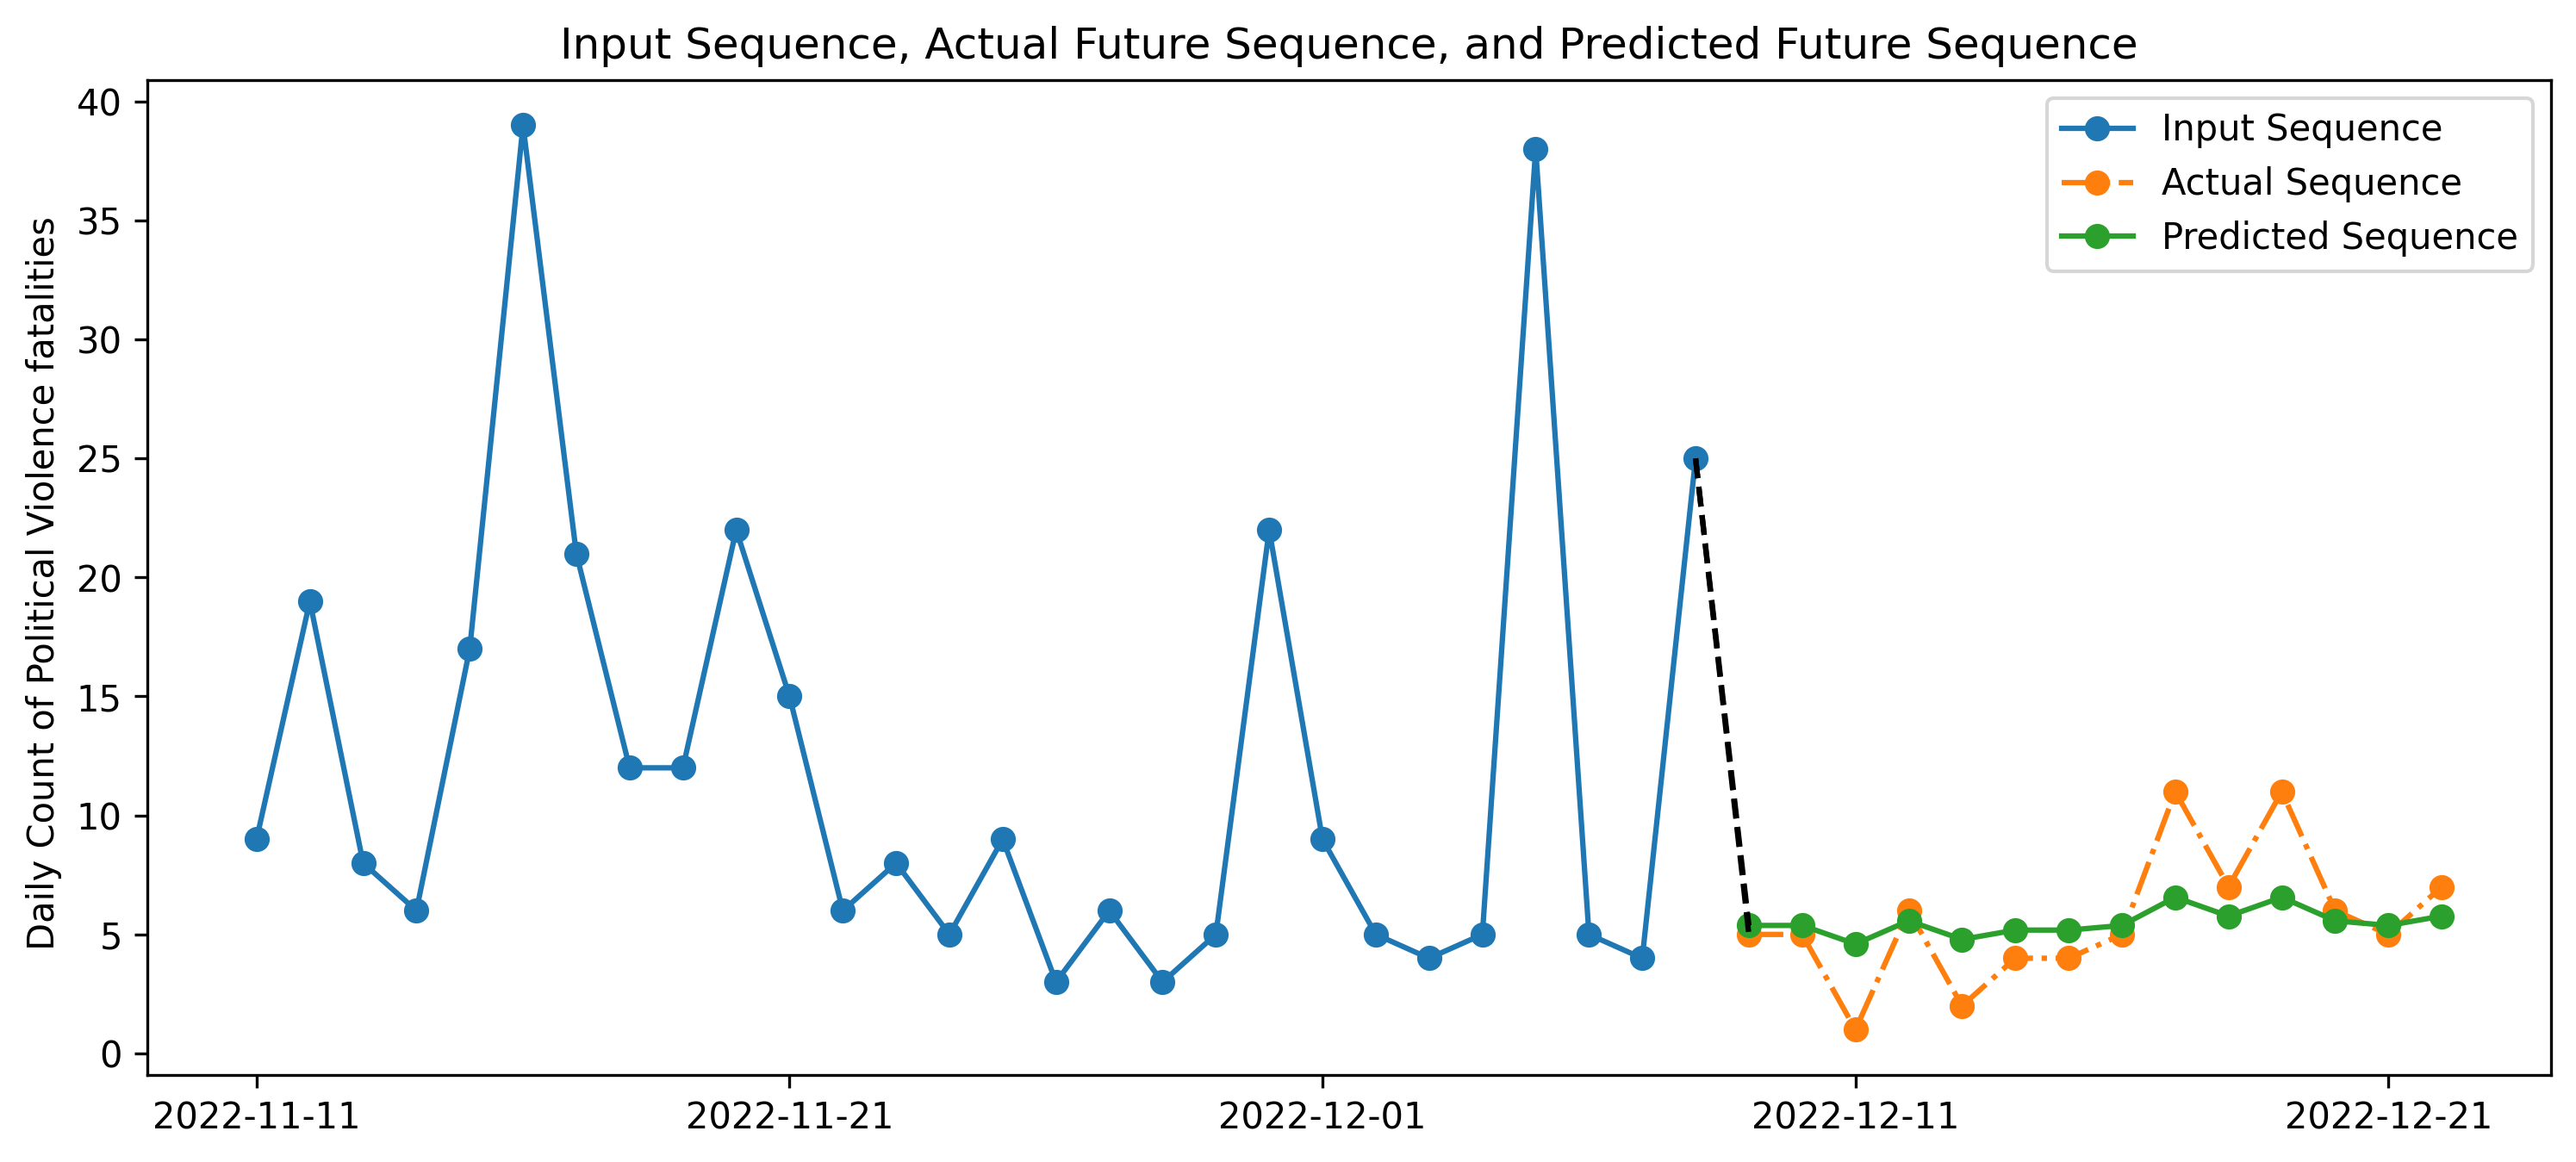 Input Sequence, Actual Future Sequence, and Predicted Future Sequence
Daily Count of Political Violence fatalities
40
35
30
25
20
15
10
5
0
2022-11-11
2022-11-21
2022-12-01
2022-12-11
2022-12-21
Input Sequence
Actual Sequence
Predicted Sequence